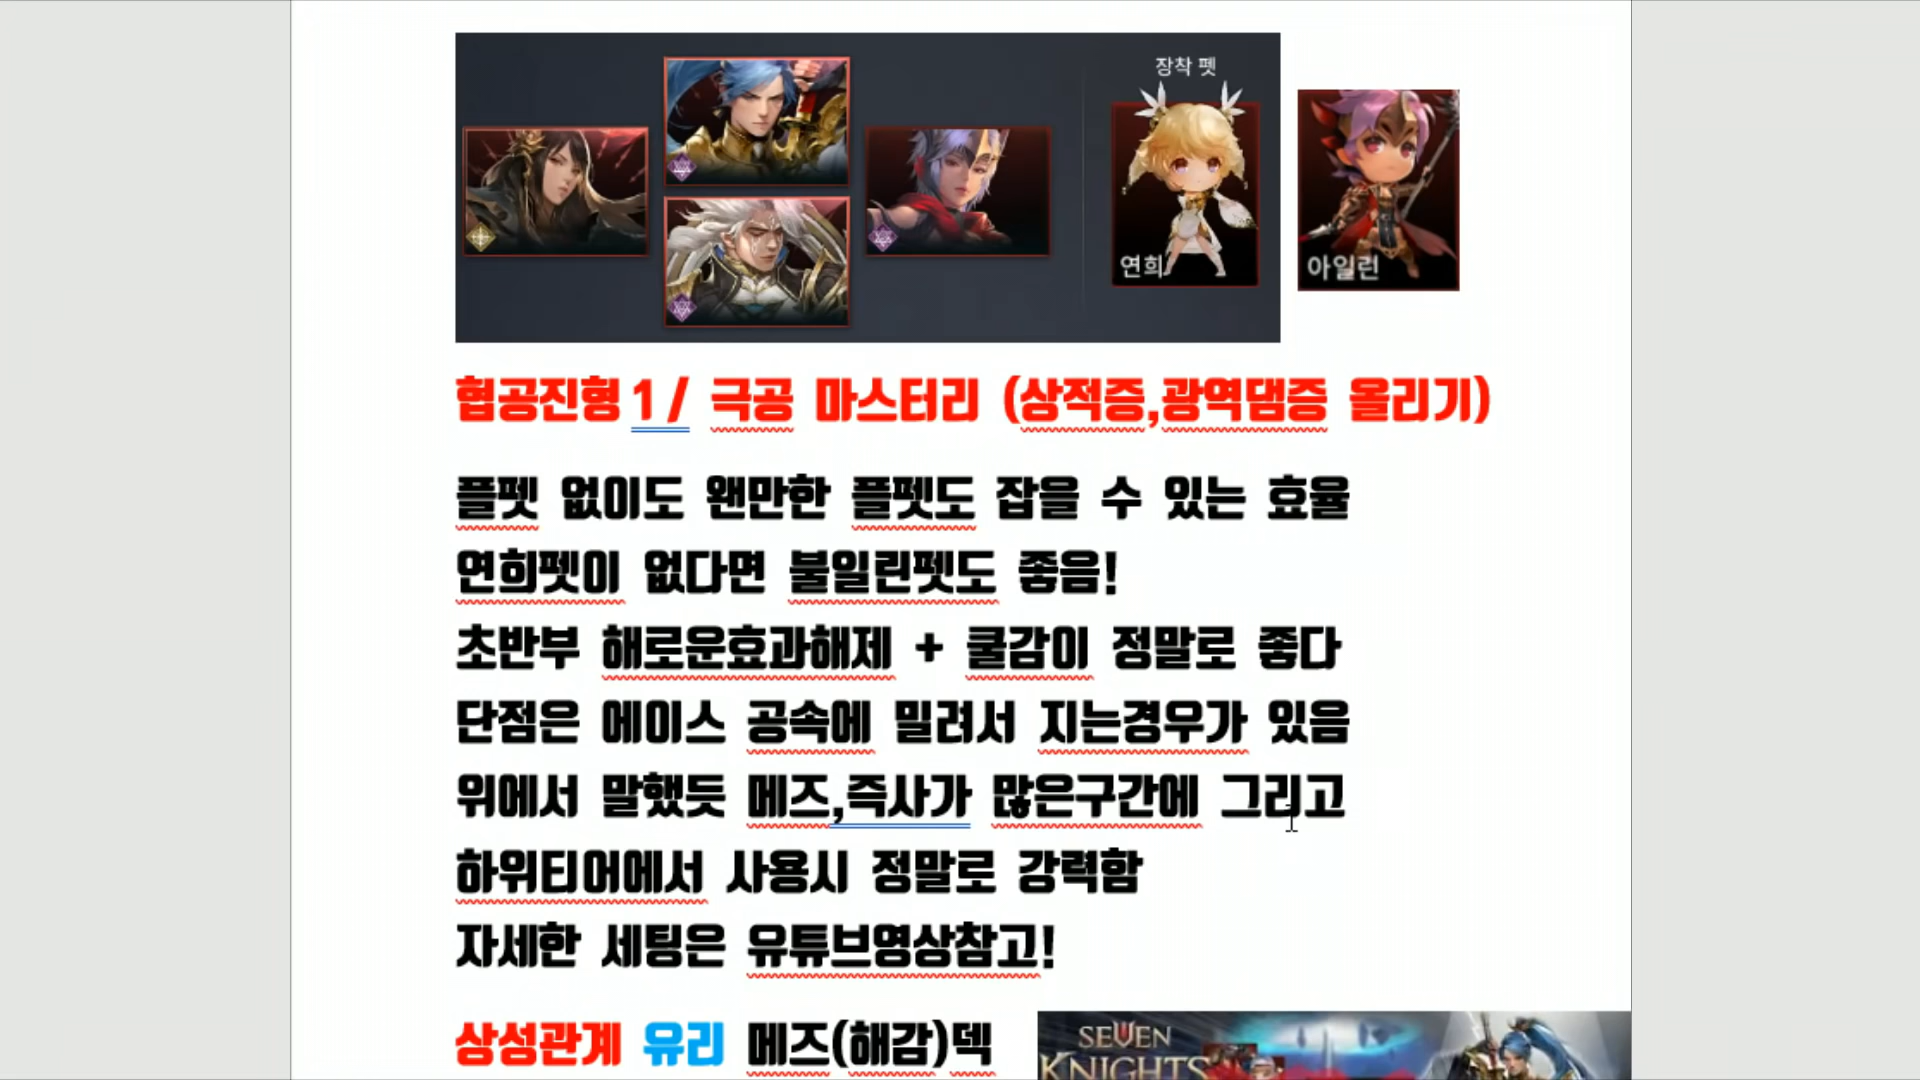 장착 펫
연희
아일린
협공진형1/ 극공 마스터리 (상적증,광역댐증 올리기)
플펫 없이도 왠만한 플펫도 잡을 수 있는 효율
연희펫이 없다면 불일린펫도 좋음!
초반부 해로운효과해제 + 쿨감이 정말로 좋다
단점은 에이스 공속에 밀려서 지는경우가 있음
위에서 말했듯 메즈,즉사가 많은구간에 그리고
하위티어에서 사용시 정말로 강력함
자세한 세팅은 유튜브영상참고!
상성관계 유리 메즈(해감)덱
SEVEN
KNIGHTS